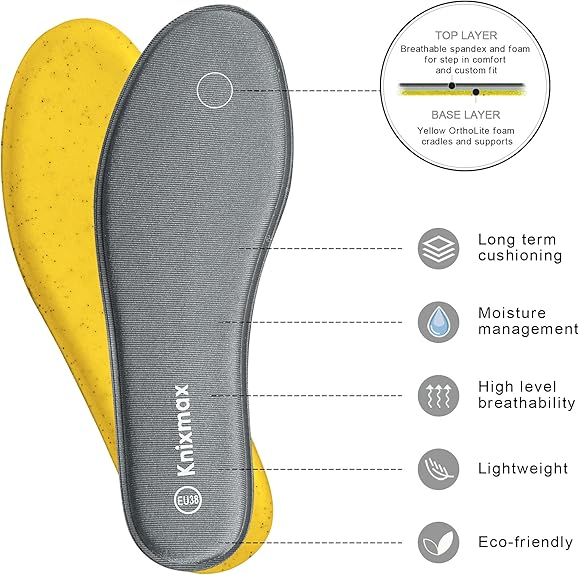 TOP LAYER
Breathable spandex and foam
for step in comfort
and custom fit
BASE LAYER
Yellow OrthoLite foam
cradles and supports
Long term
cushioning
Moisture
management
High level
breathability
Lightweight
Eco-friendly
Knixmax
EU38